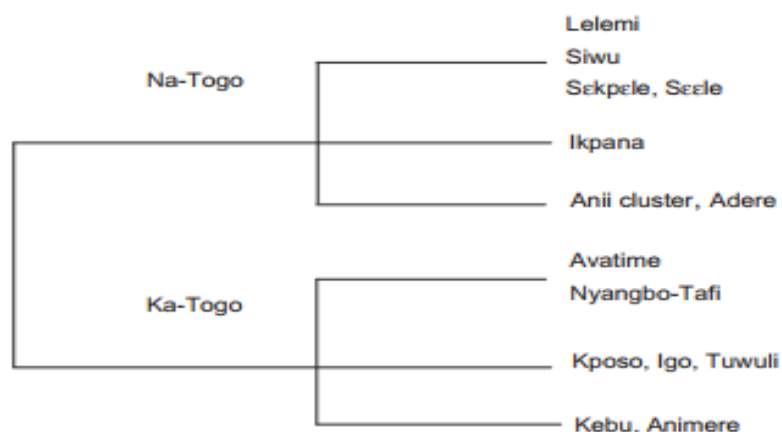 Lelemi
Na-Togo
Siwu
Sɛkpɛle, Sɛɛle
Ikpana
Anii cluster, Adere
Avatime
Nyangbo-Tafi
Ka-Togo
Kposo, Igo, Tuwuli
Kebu, Animere